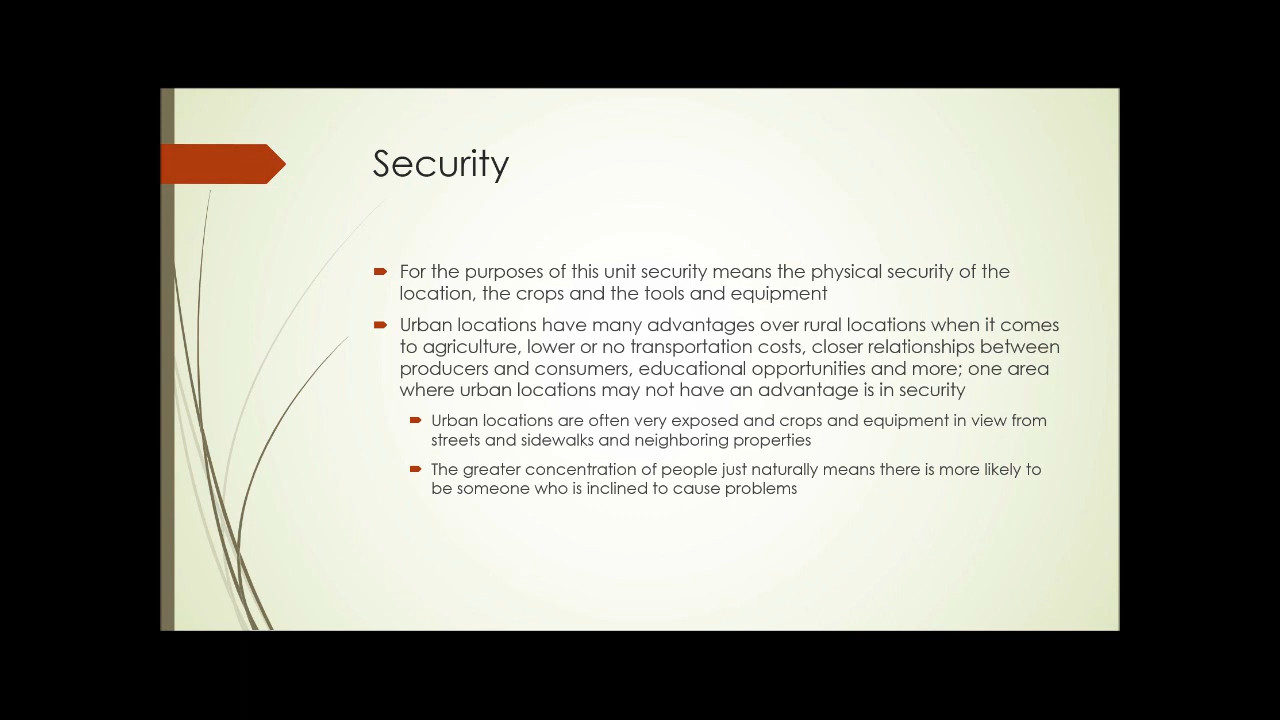 Security
For the purposes of this unit security means the physical security of the
location, the crops and the tools and equipment
Urban locations have many advantages over rural locations when it comes
to agriculture, lower or no transportation costs, closer relationships between
producers and consumers, educational opportunities and more; one area
where urban locations may not have an advantage is in security
Urban locations are often very exposed and crops and equipment in view from
streets and sidewalks and neighboring properties
The greater concentration of people just naturally means there is more likely to
be someone who is inclined to cause problems